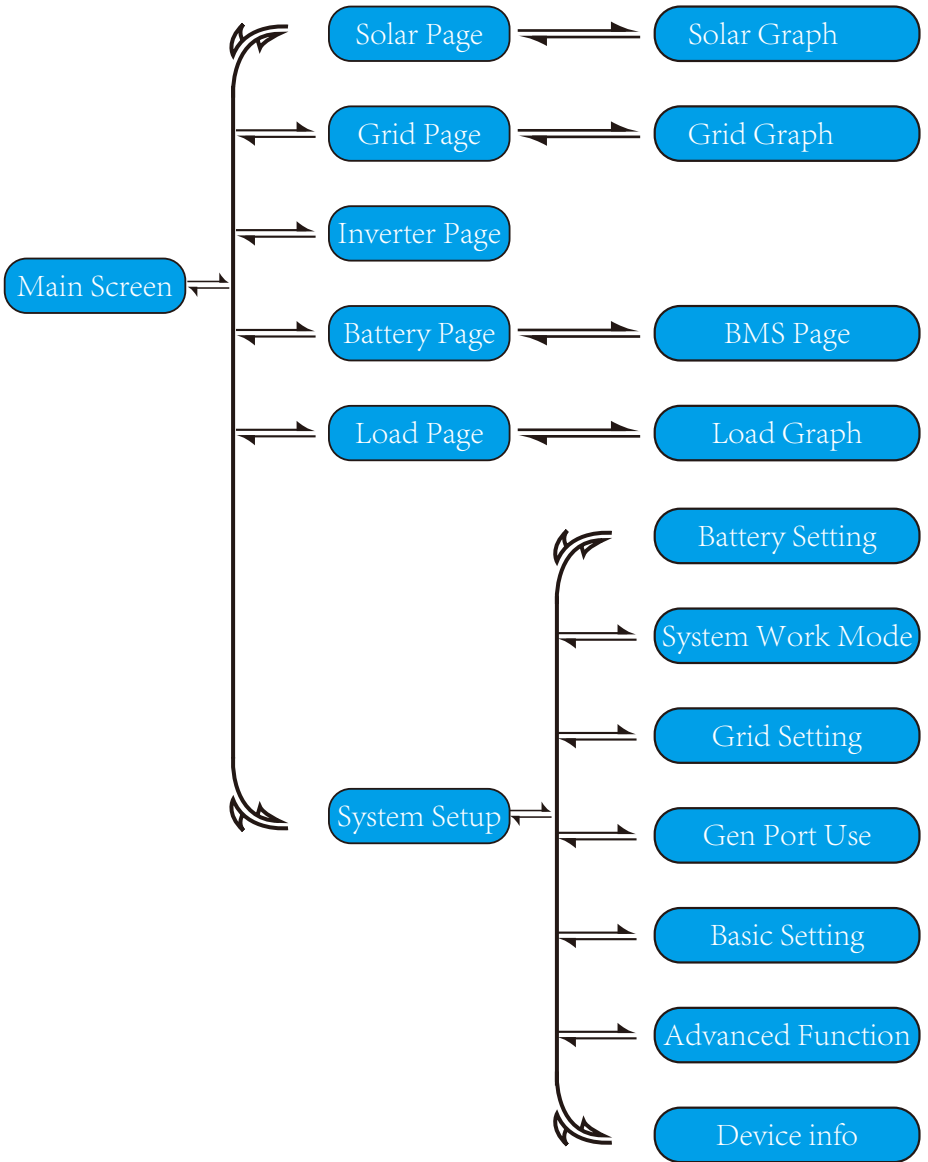 Solar Page
Solar Graph
Grid Page
Grid Graph
Inverter Page
Main Screen
Battery Page
BMS Page
Load Page
Load Graph
Battery Setting
System Work Mode
Grid Setting
System Setup
Gen Port Use
Basic Setting
Advanced Function
Device info